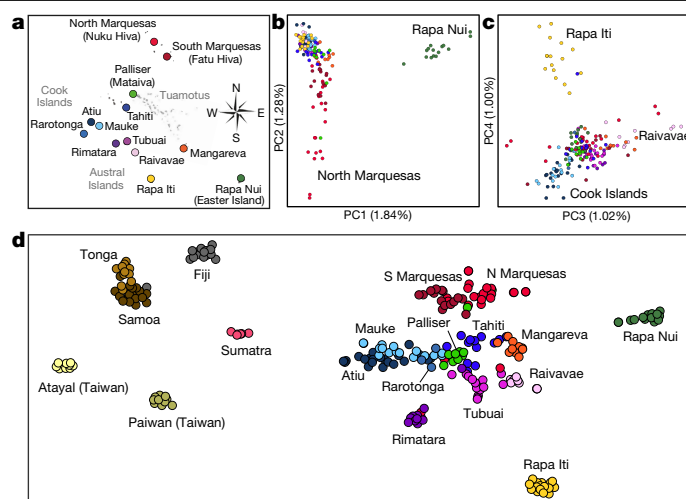 a
North Marquesas
(Nuku Hiva)
South Marquesas
(Fatu Hiva)
Palliser
(Mataiva)
Tuamotus
Cook
Islands
Atiu
Tahiti
Rarotonga
Mauke
Rimatara
Tubuai
Raivavae
Mangareva
Austral
Islands
Rapa Iti
Rapa Nui
(Easter Island)
N
W
E
S
b
Rapa Nui
North Marquesas
PC2 (1.28%)
PC1 (1.84%)
c
Rapa Iti
Raivavae
Cook Islands
PC4 (1.00%)
PC3 (1.02%)
d
Tonga
Fiji
Samoa
Sumatra
Atayal (Taiwan)
Paiwan (Taiwan)
S Marquesas
N Marquesas
Palliser
Tahiti
Mauke
Mangareva
Rapa Nui
Atiu
Rarotonga
Raivavae
Tubuai
Rimatara
Rapa Iti